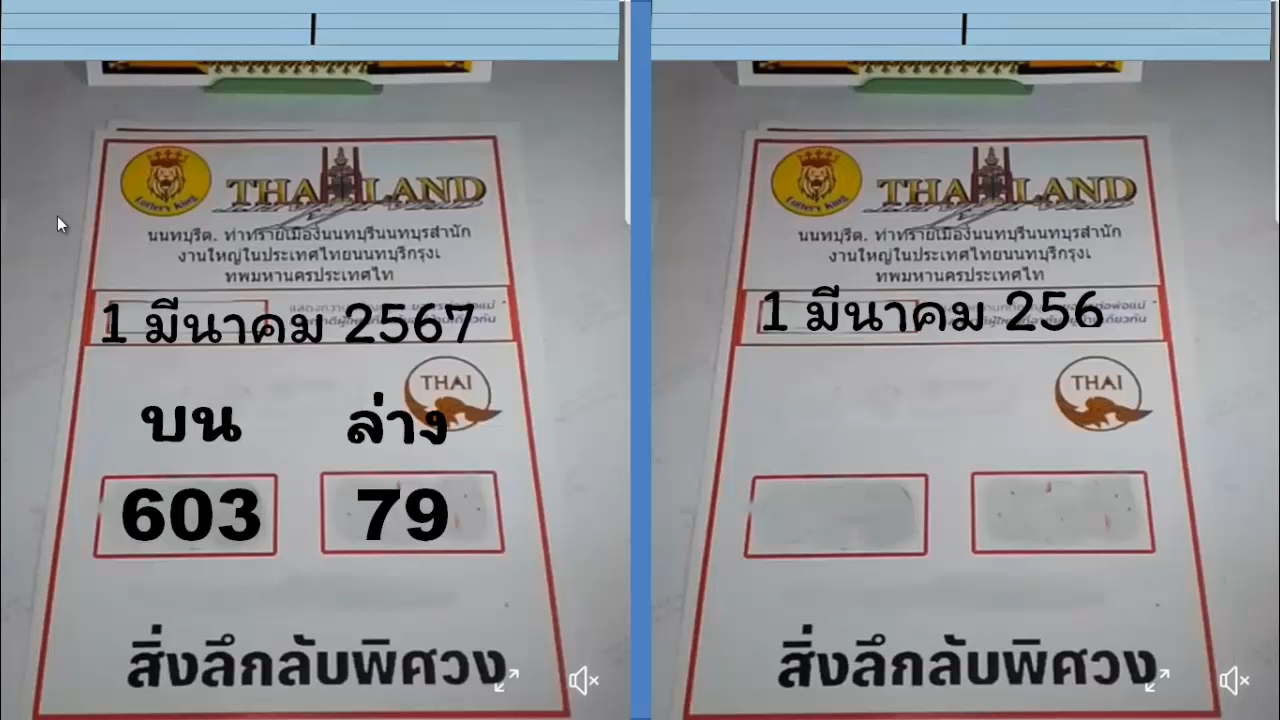 Lottery King
THAILAND
นนทบุรีต. ท่าทรายเมืองนนทบุรีนนทบุรสำนัก
งานใหญ่ในประเทศไทยนนทบุรีกรุงเ
ทพมหานครประเทศไท
1 มีนาคม 2567
THAI
บน ล่าง
603 79
สิ่งลึกลับพิศวง
Lottery King
THAILAND
นนทบุรีต. ท่าทรายเมืองนนทบุรีนนทบุรสำนัก
งานใหญ่ในประเทศไทยนนทบุรีกรุงเ
ทพมหานครประเทศไท
1 มีนาคม 256
THAI
สิ่งลึกลับพิศวง